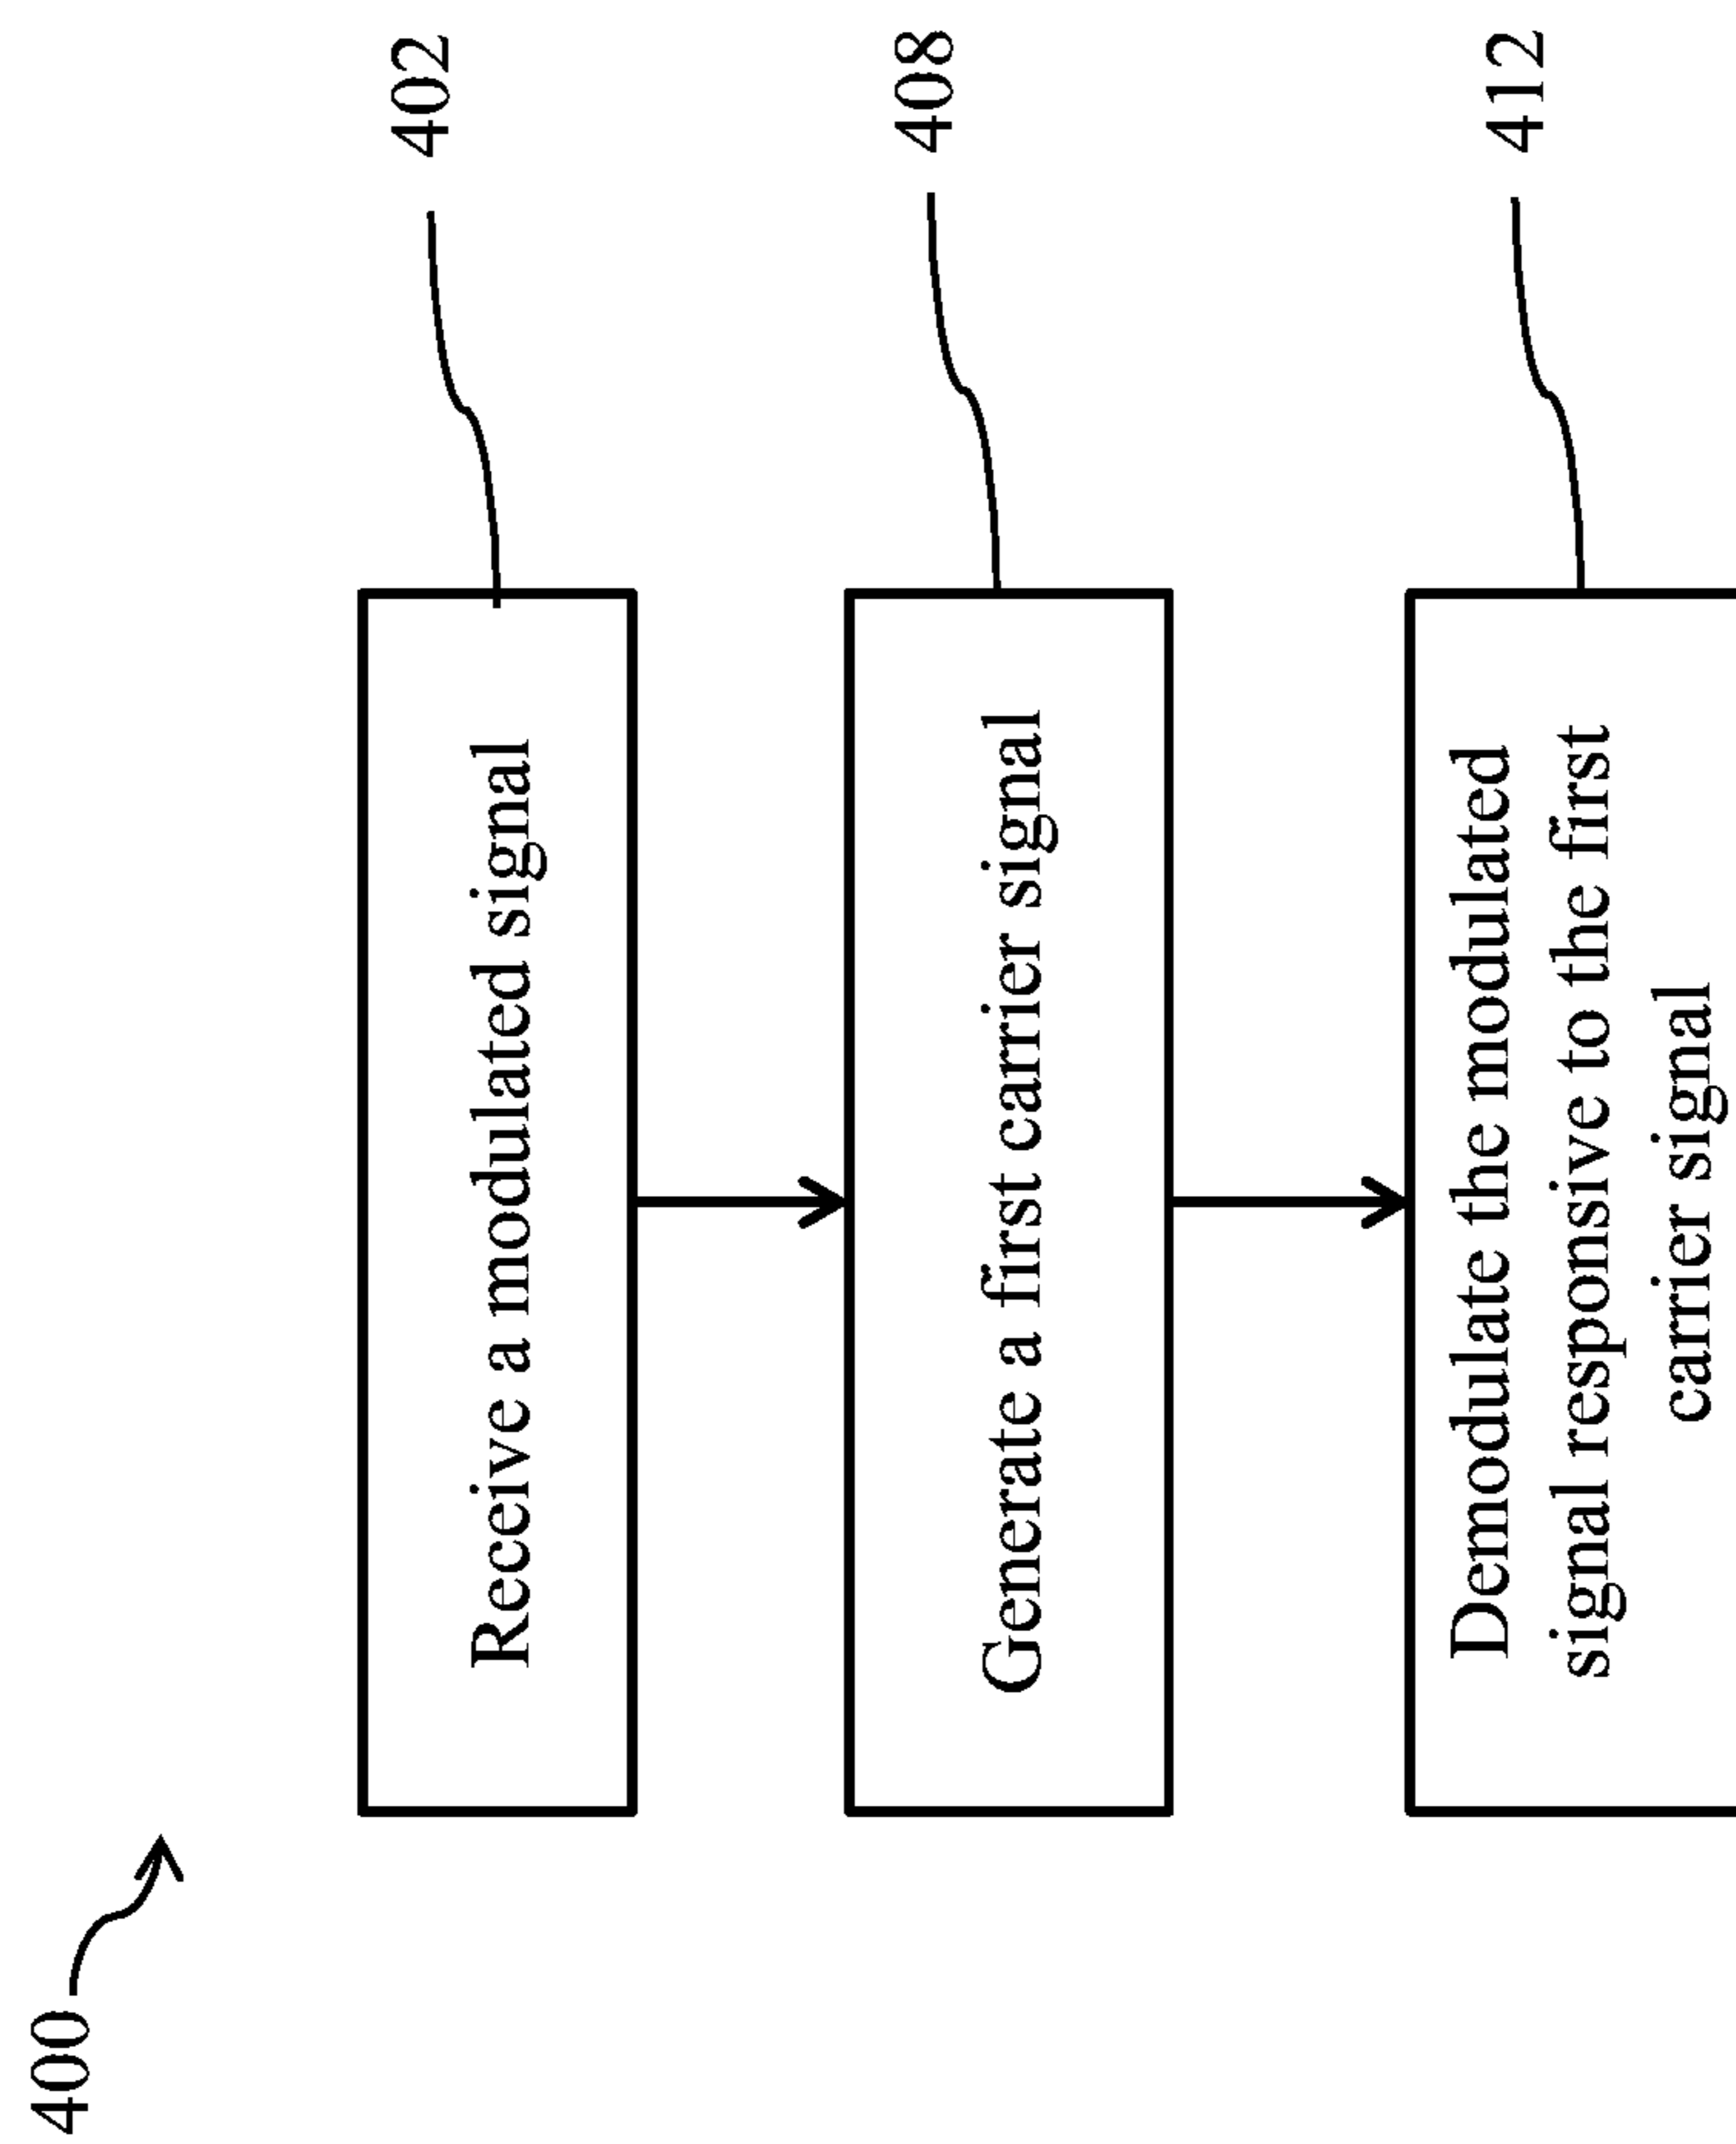 400
Receive a modulated signal
402
Generate a first carrier signal
408
Demodulate the modulated
signal responsive to the first
carrier signal
412